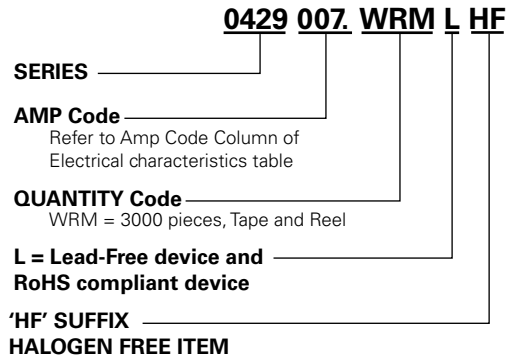 0429 007. WRM L HF
SERIES
AMP Code
Refer to Amp Code Column of
Electrical characteristics table
QUANTITY Code
WRM = 3000 pieces, Tape and Reel
L = Lead-Free device and
RoHS compliant device
‘HF’ SUFFIX
HALOGEN FREE ITEM